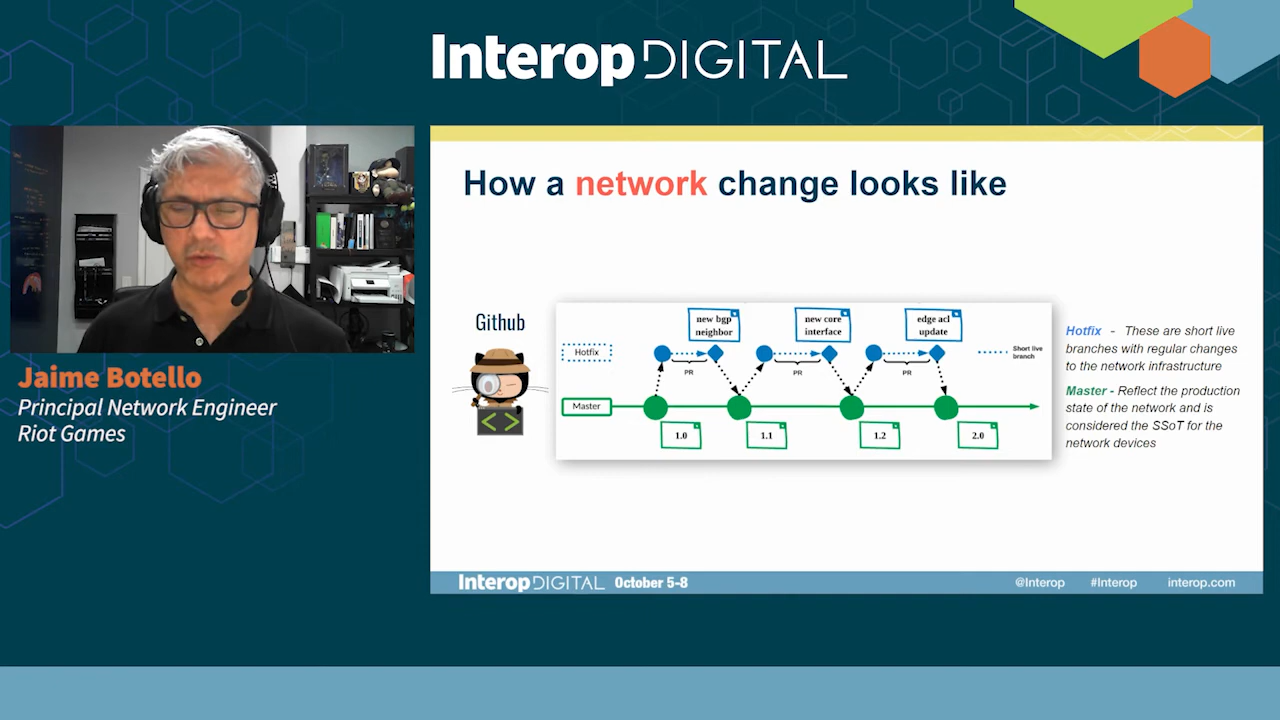 Interop DIGITAL
Jaime Botello
Principal Network Engineer
Riot Games
How a network change looks like
Github
Hotfix
Master
new bgp
neighbor
new core
interface
edge acl
update
PR
PR
PR
Short live
branch
1.0
1.1
1.2
2.0
Hotfix - These are short live
branches with regular changes
to the network infrastructure
Master - Reflect the production
state of the network and is
considered the SSoT for the
network devices
Interop DIGITAL October 5-8
@Interop #Interop interop.com